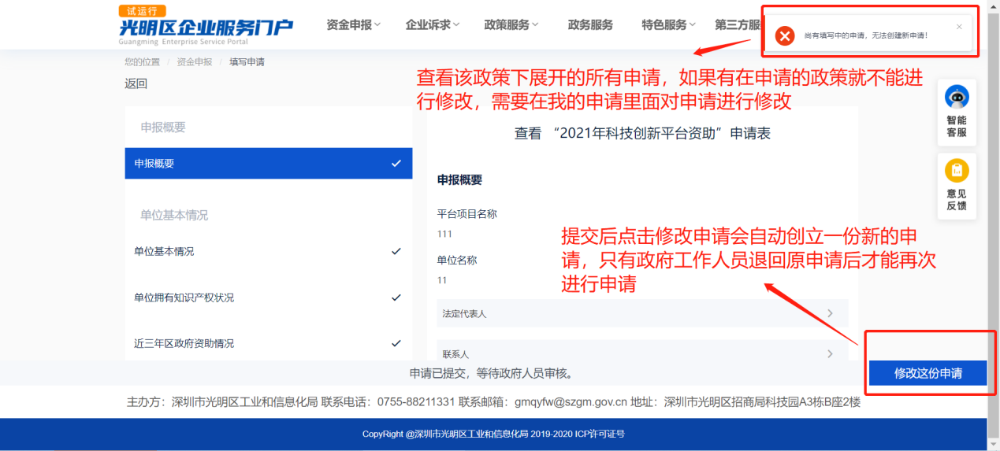 试运行
光明区企业服务门户
Guangming Enterprise Service Portal
资金申报 企业诉求 政策服务 政务服务 特色服务 第三方服
尚有填写中的申请，无法创建新申请！
您的位置 / 资金申报 / 填写申请
返回
查看该政策下展开的所有申请，如果有在申请的政策就不能进
行修改，需要在我的申请里面对申请进行修改
智能
客服
申报概要
查看 “2021年科技创新平台资助”申请表
申报概要
申报概要
意见
反馈
单位基本情况
平台项目名称
111
提交后点击修改申请会自动创立一份新的申
请，只有政府工作人员退回原申请后才能再次
进行申请
单位基本情况
单位名称
11
单位拥有知识产权状况
法定代表人
近三年区政府资助情况
联系人
申请已提交，等待政府人员审核。
修改这份申请
主办方：深圳市光明区工业和信息化局 联系电话：0755-88211331 联系邮箱：gmqyfw@szgm.gov.cn 地址：深圳市光明区招商局科技园A3栋B座2楼
CopyRight @深圳市光明区工业和信息化局 2019-2020 ICP许可证号